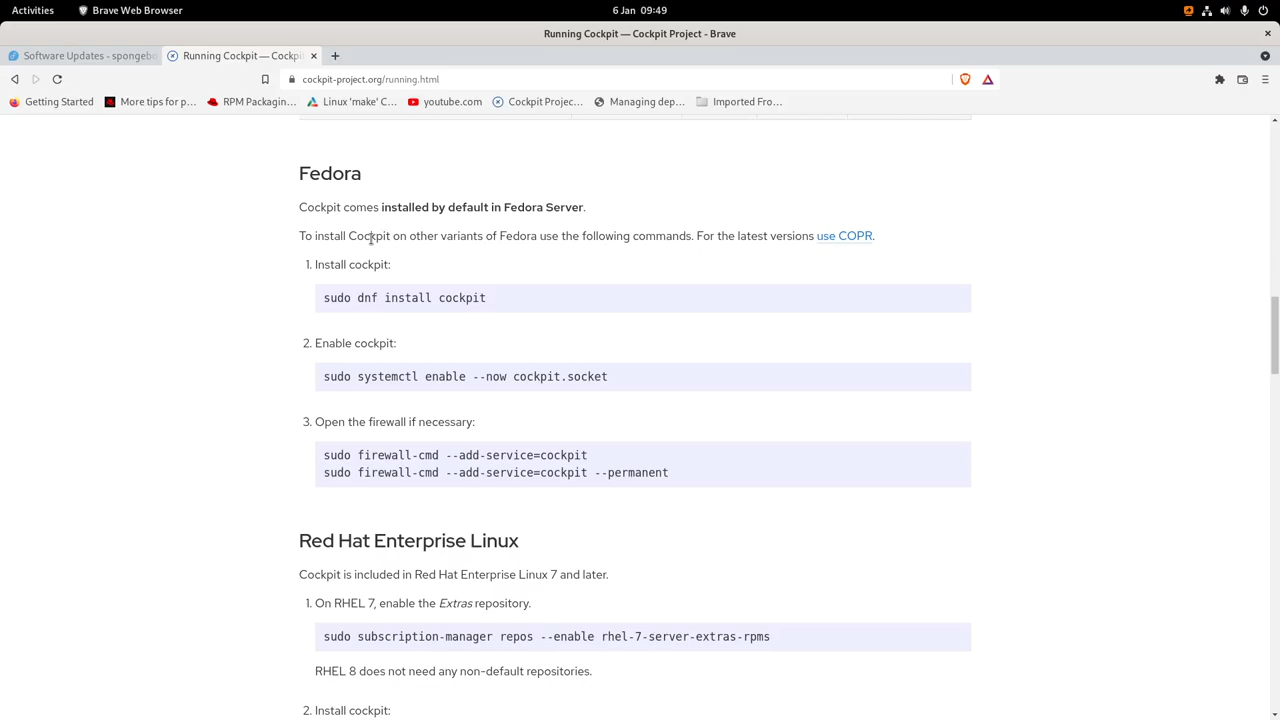 Activities
Brave Web Browser
6 Jan 09:49
Running Cockpit — Cockpit Project - Brave
Software Updates - spongebo
Running Cockpit — Cockpi
cockpit-project.org/running.html
Getting Started
More tips for p…
RPM Packagin…
Linux 'make' C…
youtube.com
Cockpit Projec…
Managing dep…
Imported Fro…
Fedora
Cockpit comes installed by default in Fedora Server.
To install Cockpit on other variants of Fedora use the following commands. For the latest versions use COPR.
1. Install cockpit:
sudo dnf install cockpit
2. Enable cockpit:
sudo systemctl enable --now cockpit.socket
3. Open the firewall if necessary:
sudo firewall-cmd --add-service=cockpit
sudo firewall-cmd --add-service=cockpit --permanent
Red Hat Enterprise Linux
Cockpit is included in Red Hat Enterprise Linux 7 and later.
1. On RHEL 7, enable the Extras repository.
sudo subscription-manager repos --enable rhel-7-server-extras-rpms
RHEL 8 does not need any non-default repositories.
2. Install cockpit: